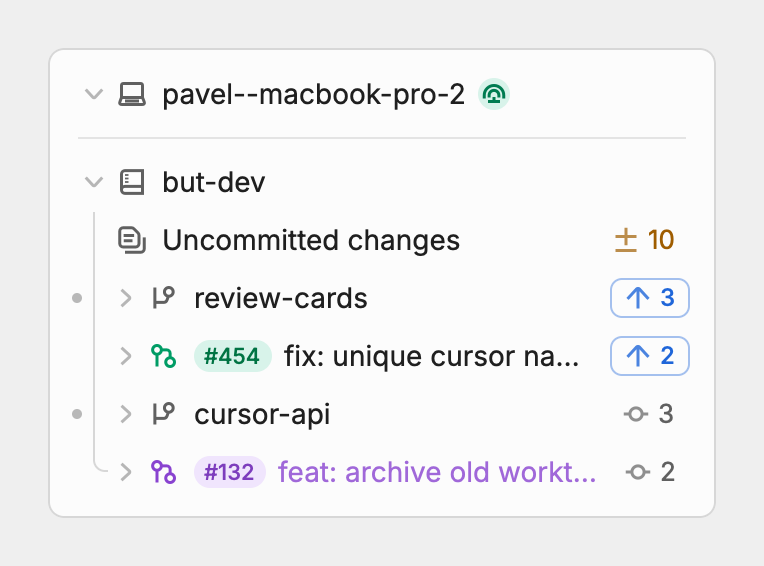 pavel--macbook-pro-2
but-dev
Uncommitted changes ± 10
review-cards ↑ 3
#454 fix: unique cursor na... ↑ 2
cursor-api 3
#132 feat: archive old workt... 2